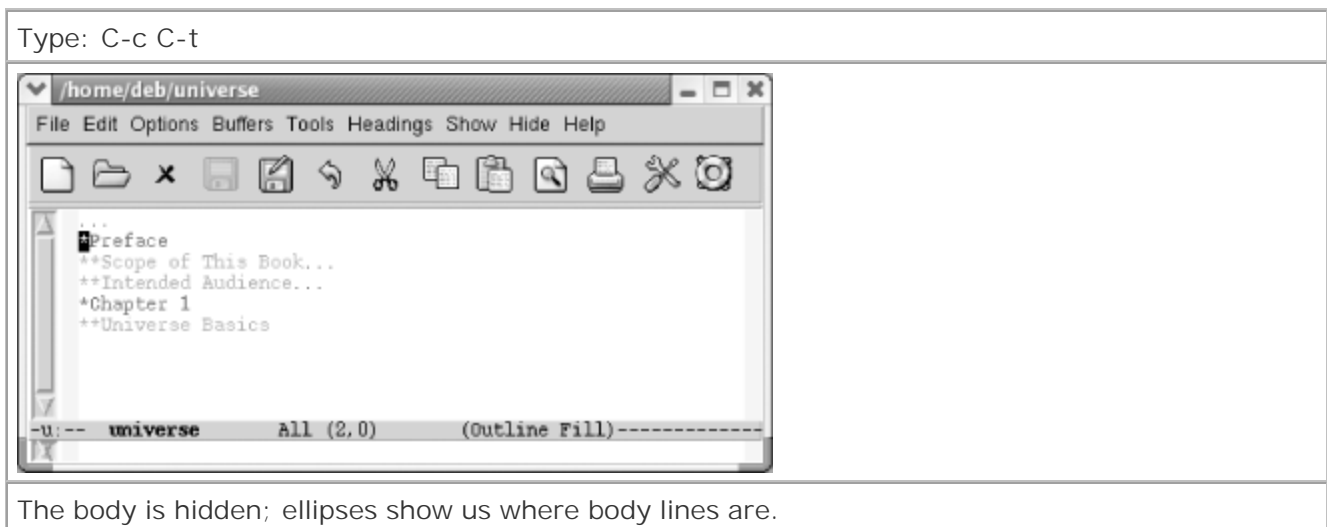 Type: C-c C-t
/home/deb/universe
File Edit Options Buffers Tools Headings Show Hide Help
...
*Preface
**Scope of This Book...
**Intended Audience...
*Chapter 1
**Universe Basics
-u:-- universe All (2,0) (Outline Fill)-------------
The body is hidden; ellipses show us where body lines are.